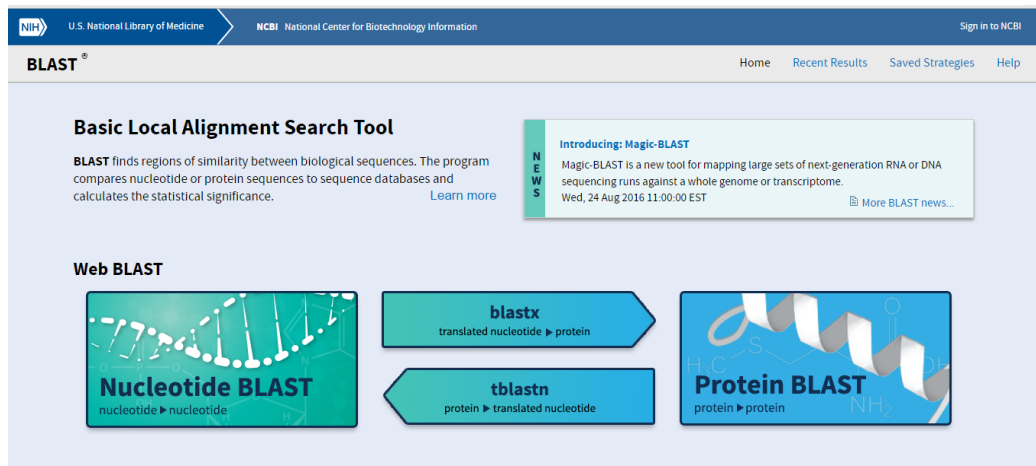 NIH U.S. National Library of Medicine NCBI National Center for Biotechnology Information Sign in to NCBI
BLAST ® Home Recent Results Saved Strategies Help
Basic Local Alignment Search Tool
BLAST finds regions of similarity between biological sequences. The program
compares nucleotide or protein sequences to sequence databases and
calculates the statistical significance. Learn more
NEWS
Introducing: Magic-BLAST
Magic-BLAST is a new tool for mapping large sets of next-generation RNA or DNA
sequencing runs against a whole genome or transcriptome.
Wed, 24 Aug 2016 11:00:00 EST
More BLAST news...
Web BLAST
Nucleotide BLAST
nucleotide ▶ nucleotide
blastx
translated nucleotide ▶ protein
tblastn
protein ▶ translated nucleotide
H₃C S O OH
Protein BLAST
protein ▶ protein
NH₂